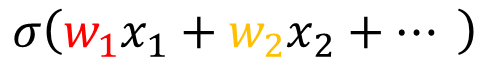 σ(w₁x₁ + w₂x₂ + ⋯ )